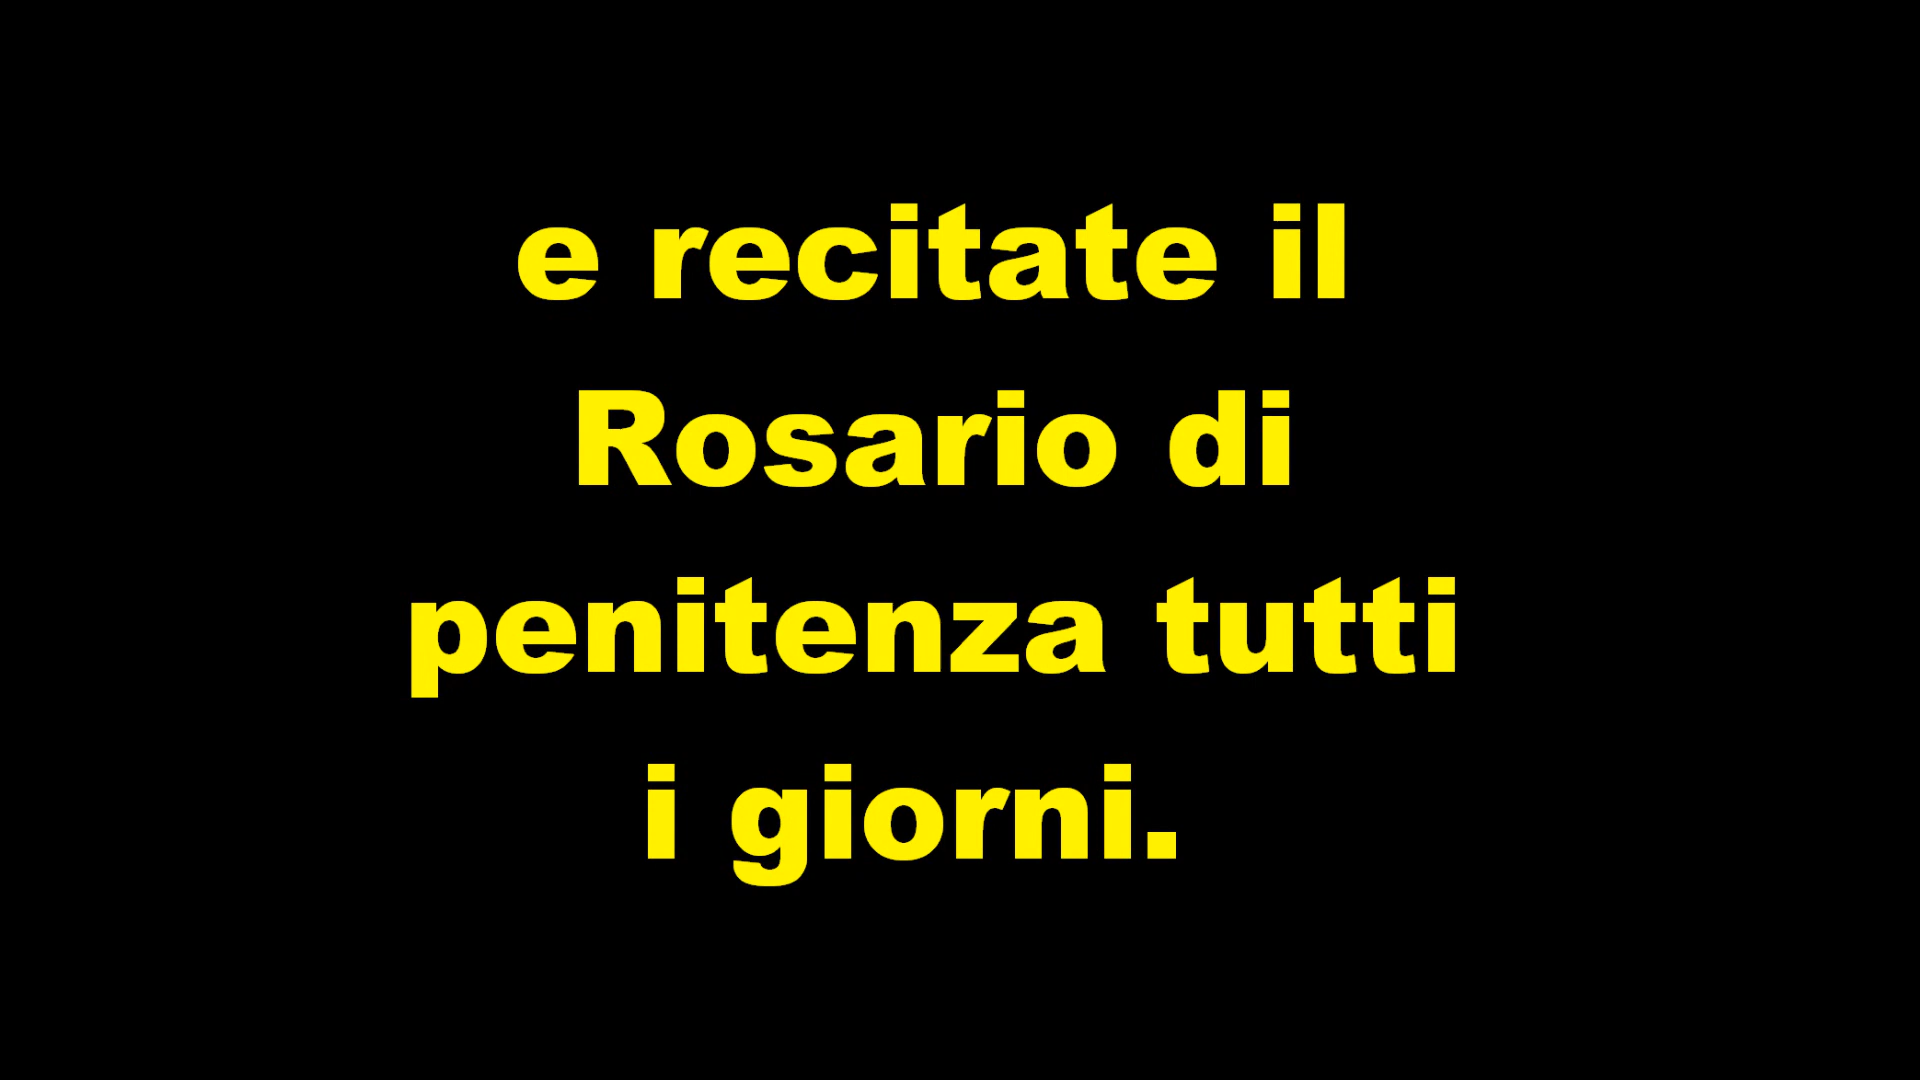 e recitate il
Rosario di
penitenza tutti
i giorni.